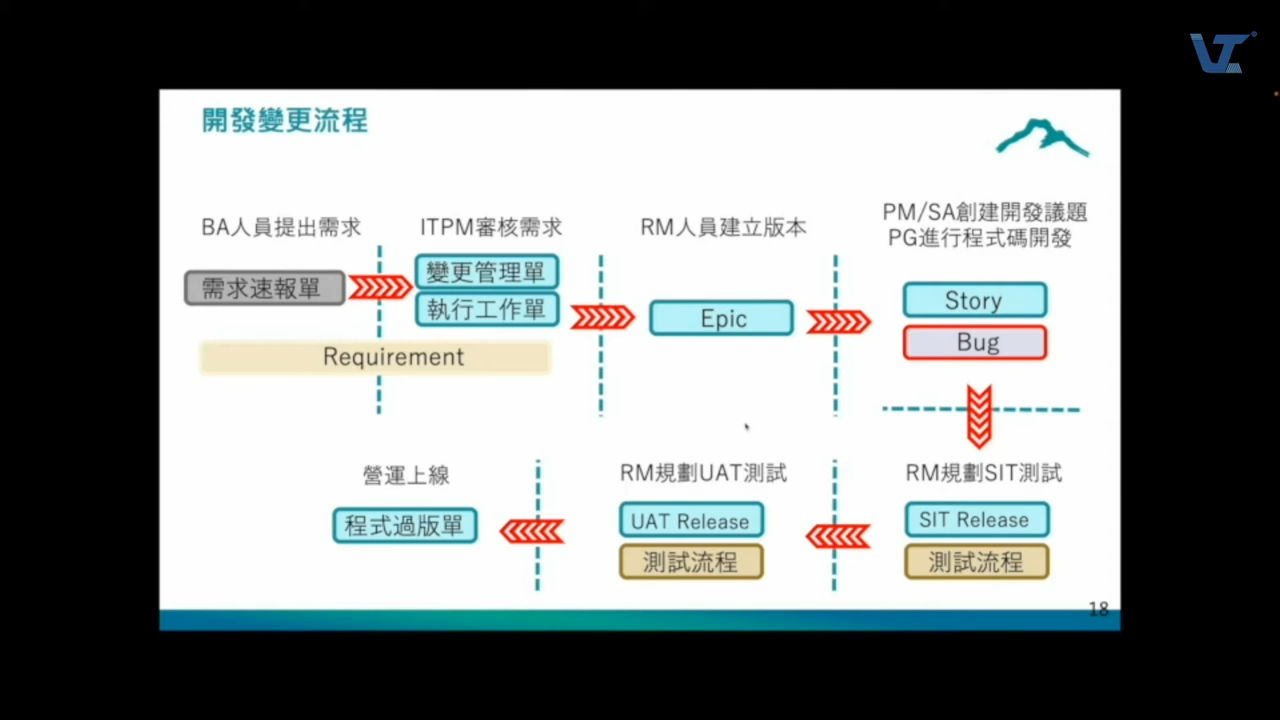 開發變更流程
BA人員提出需求
需求速報單
ITPM審核需求
變更管理單
執行工作單
Requirement
RM人員建立版本
Epic
PM/SA創建開發議題
PG進行程式碼開發
Story
Bug
RM規劃SIT測試
SIT Release
測試流程
RM規劃UAT測試
UAT Release
測試流程
營運上線
程式過版單
18